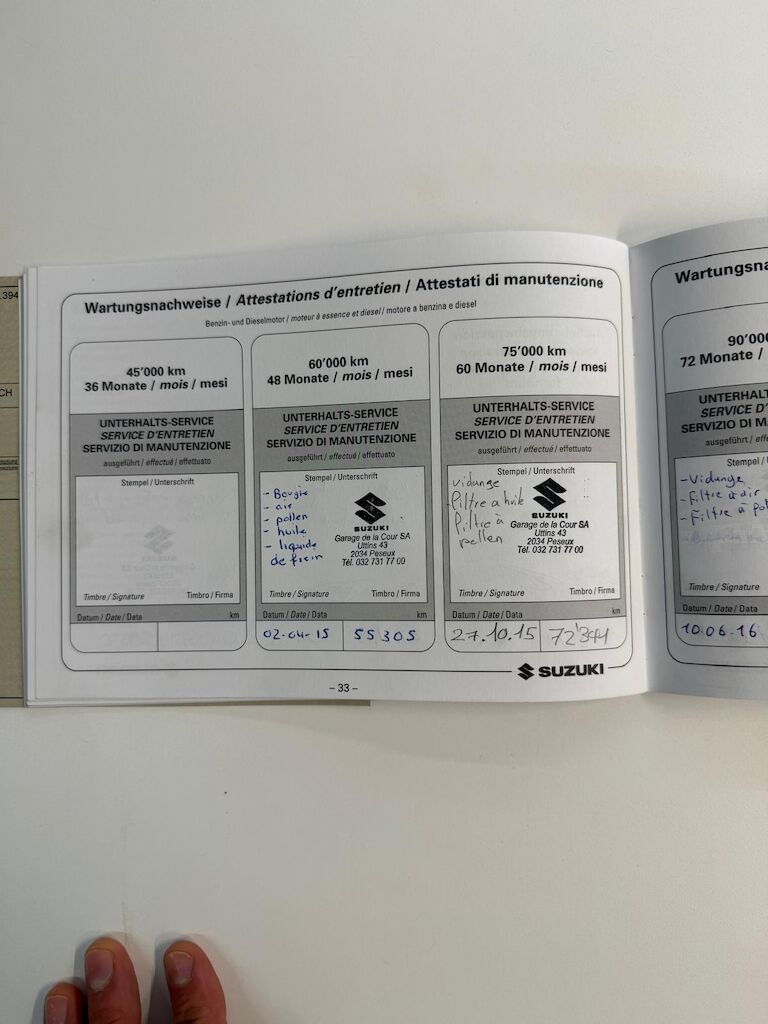 .394
CH
Wartungsnachweise / Attestations d'entretien / Attestati di manutenzione
Benzin- und Dieselmotor / moteur à essence et diesel / motore a benzina e diesel
45'000 km
36 Monate / mois / mesi
UNTERHALTS-SERVICE
SERVICE D'ENTRETIEN
SERVIZIO DI MANUTENZIONE
ausgeführt / effectué / effettuato
Stempel / Unterschrift
Timbre / Signature Timbro / Firma
Datum / Date / Data km
60'000 km
48 Monate / mois / mesi
UNTERHALTS-SERVICE
SERVICE D'ENTRETIEN
SERVIZIO DI MANUTENZIONE
ausgeführt / effectué / effettuato
Stempel / Unterschrift
- Bougie
- air
- pollen
- huile
- liquide
de frein
SUZUKI
Garage de la Cour SA
Uttins 43
2034 Peseux
Tél. 032 731 77 00
Timbre / Signature Timbro / Firma
Datum / Date / Data km
02-04-15 55305
75'000 km
60 Monate / mois / mesi
UNTERHALTS-SERVICE
SERVICE D'ENTRETIEN
SERVIZIO DI MANUTENZIONE
ausgeführt / effectué / effettuato
Stempel / Unterschrift
vidange
Filtre a huile
Filtre à
pollen
SUZUKI
Garage de la Cour SA
Uttins 43
2034 Peseux
Tél. 032 731 77 00
Timbre / Signature Timbro / Firma
Datum / Date / Data km
27.10.15 72'341
SUZUKI
– 33 –
Wartungsna
90'00
72 Monate /
UNTERHALT
SERVICE D
SERVIZIO DI M
ausgeführt /
Stempel /
- Vidange
- Filtre à air
- Filtre à pol
Timbre / Signature
Datum / Date / Data
10.06.16